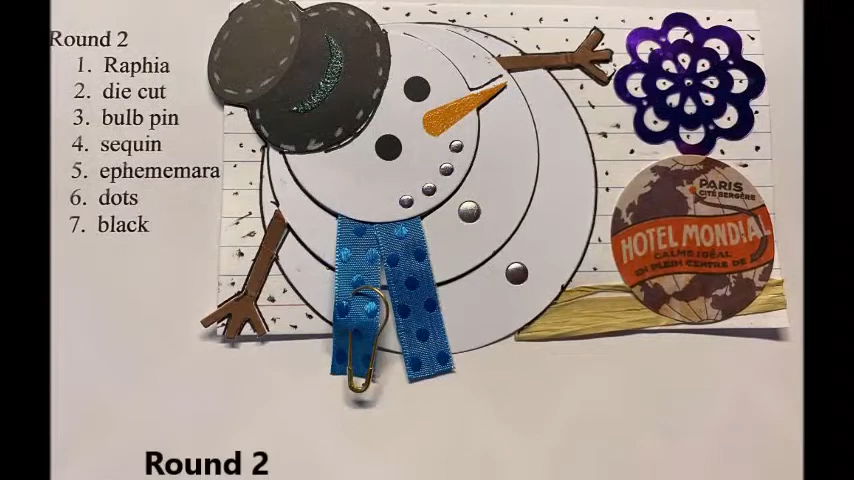 Round 2
1. Raphia
2. die cut
3. bulb pin
4. sequin
5. ephememara
6. dots
7. black
PARIS
CITÉ BERGÈRE
HOTEL MONDIAL
CALME IDÉAL
EN PLEIN CENTRE DE
Round 2